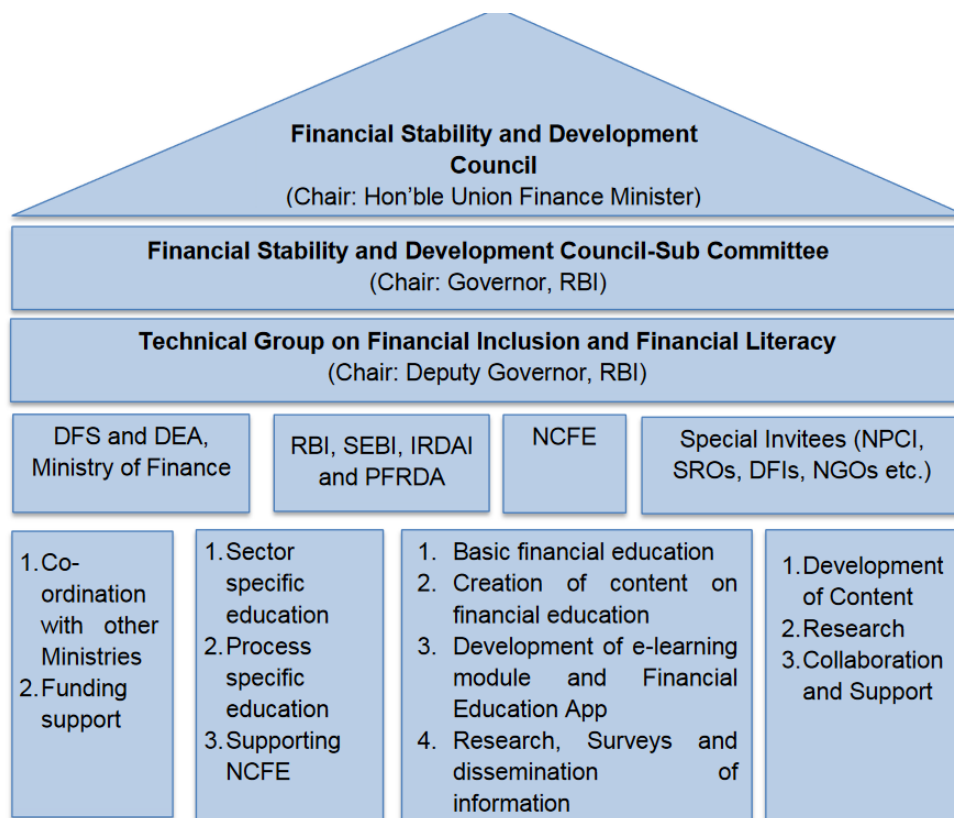 Financial Stability and Development
Council
(Chair: Hon'ble Union Finance Minister)
Financial Stability and Development Council-Sub Committee
(Chair: Governor, RBI)
Technical Group on Financial Inclusion and Financial Literacy
(Chair: Deputy Governor, RBI)
DFS and DEA,
Ministry of Finance
RBI, SEBI, IRDAI
and PFRDA
NCFE
Special Invitees (NPCI,
SROs, DFIs, NGOs etc.)
1. Co-
ordination
with other
Ministries
2. Funding
support
1. Sector
specific
education
2. Process
specific
education
3. Supporting
NCFE
1. Basic financial education
2. Creation of content on
financial education
3. Development of e-learning
module and Financial
Education App
4. Research, Surveys and
dissemination of
information
1. Development
of Content
2. Research
3. Collaboration
and Support